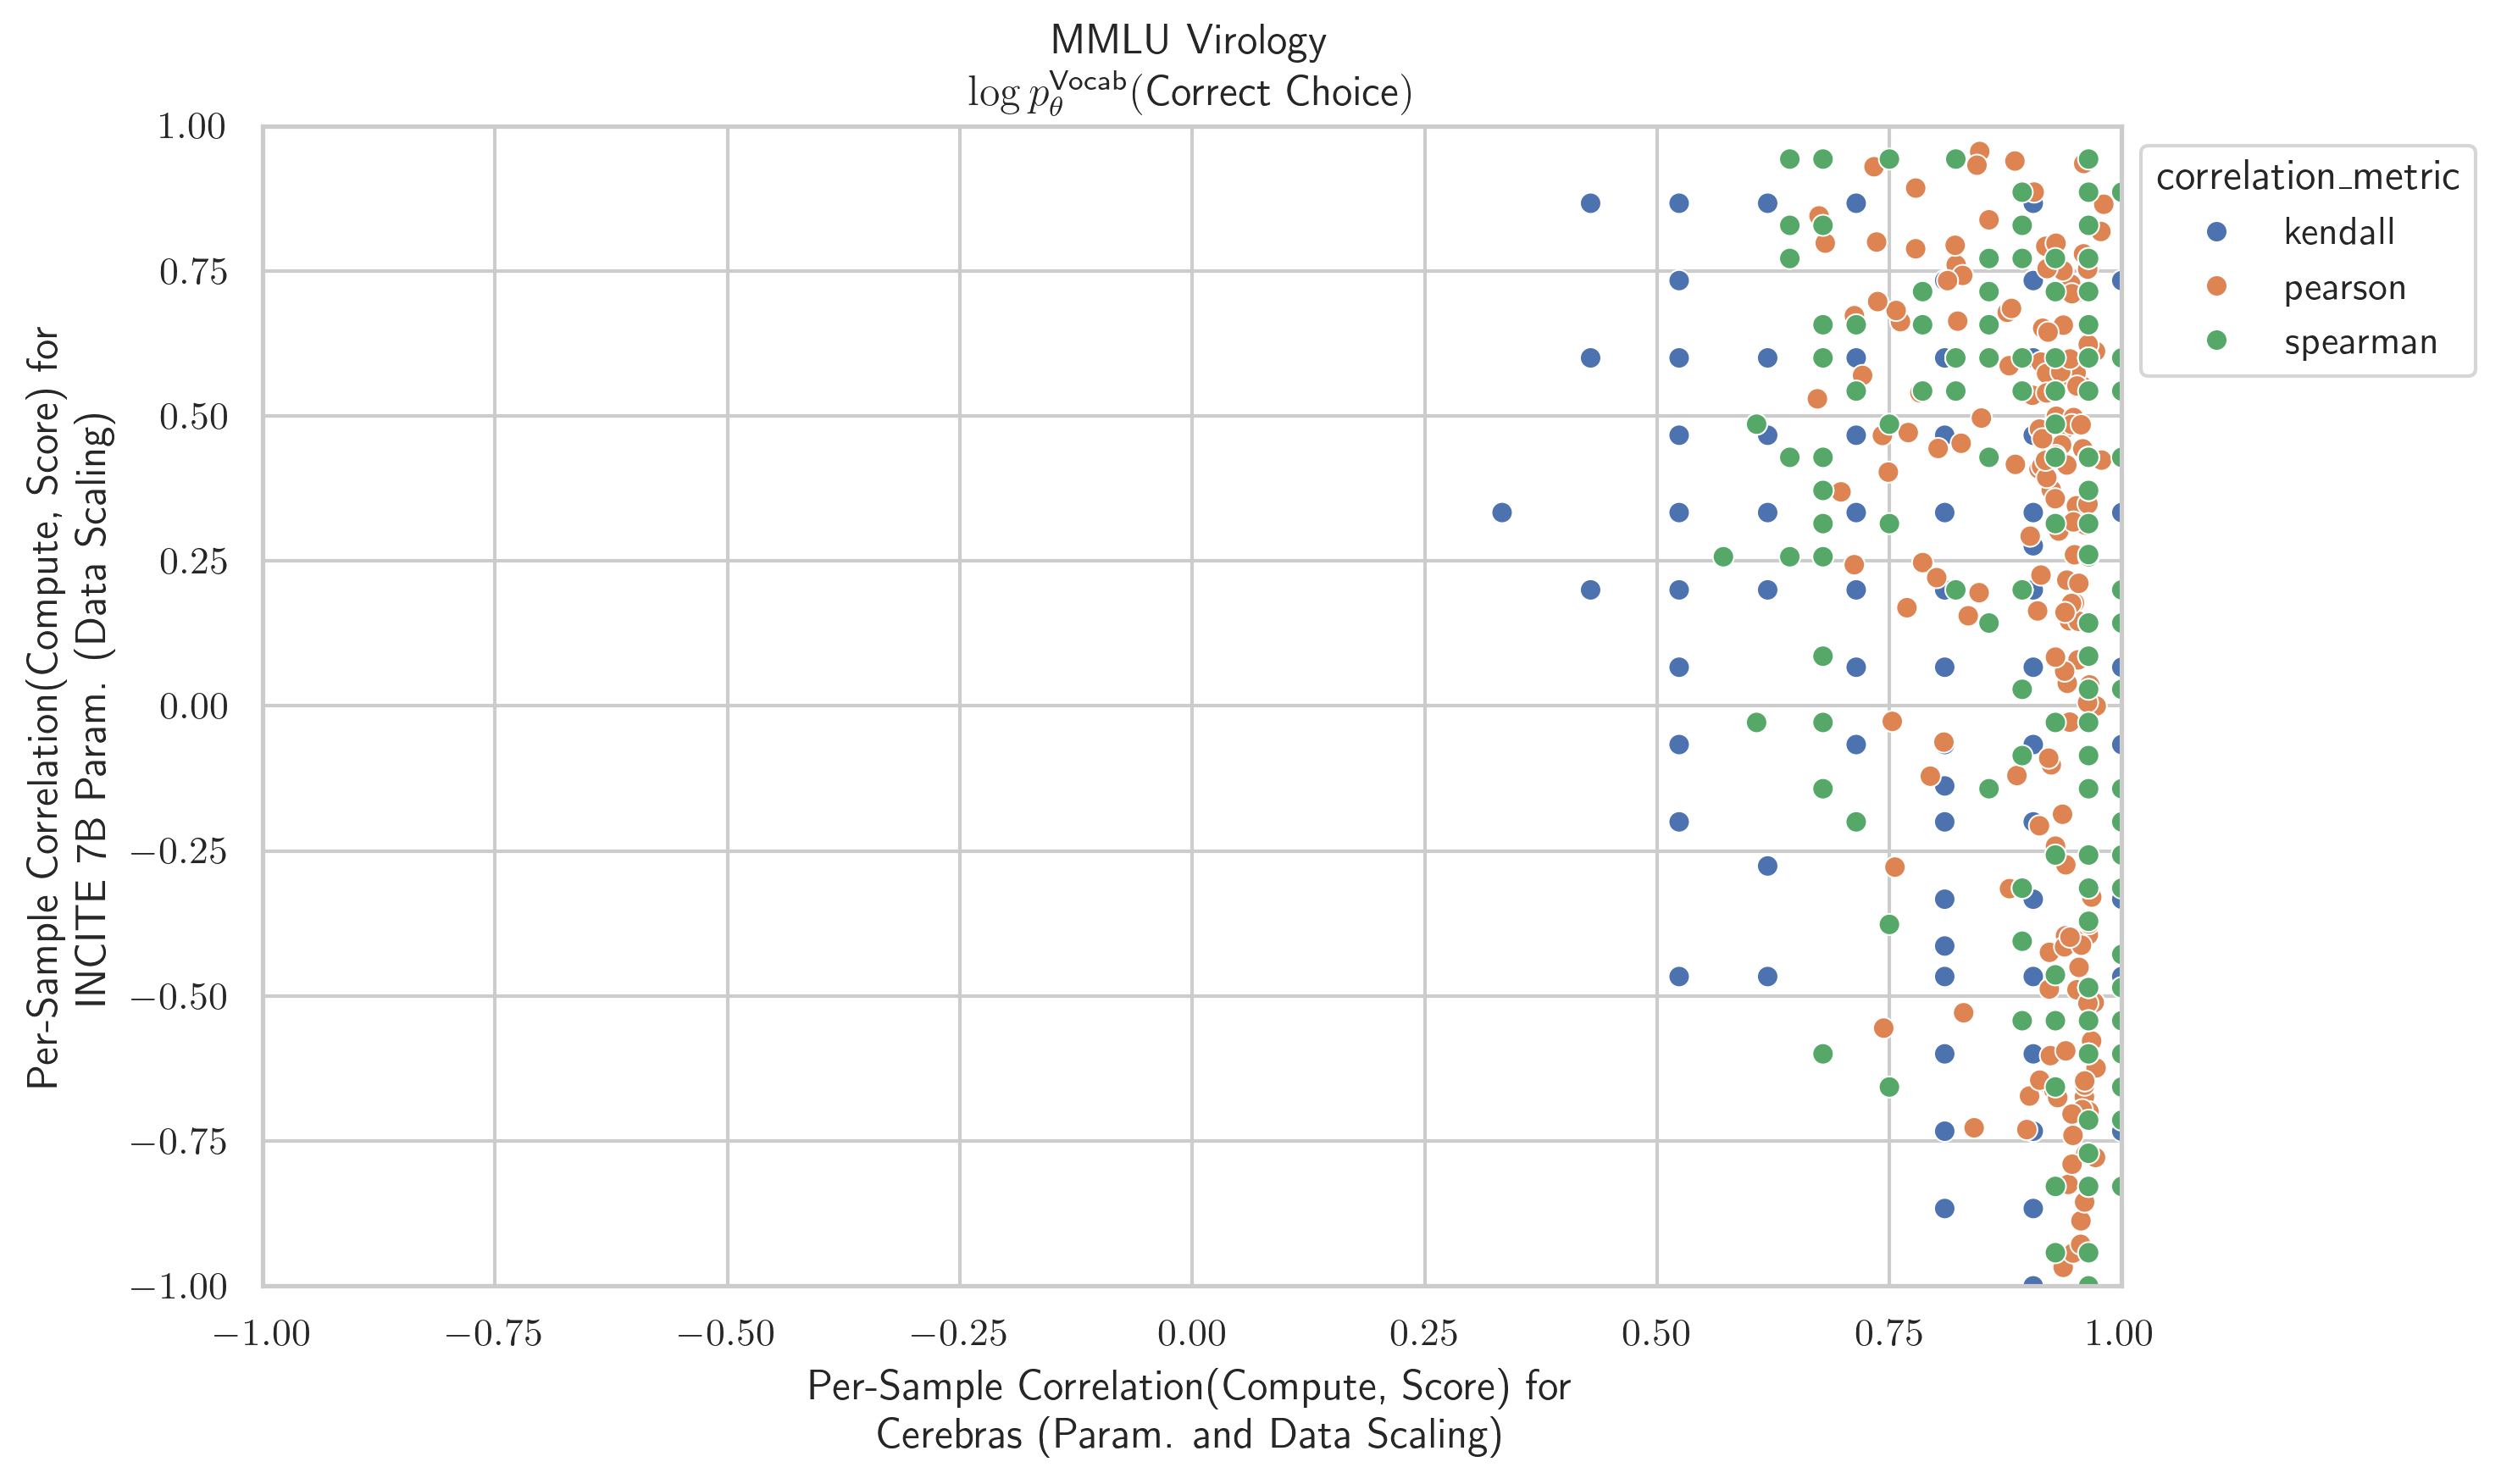 MMLU Virology
log p_θ^Vocab(Correct Choice)
Per-Sample Correlation(Compute, Score) for
INCITE 7B Param. (Data Scaling)
1.00
0.75
0.50
0.25
0.00
−0.25
−0.50
−0.75
−1.00
correlation_metric
kendall
pearson
spearman
−1.00 −0.75 −0.50 −0.25 0.00 0.25 0.50 0.75 1.00
Per-Sample Correlation(Compute, Score) for
Cerebras (Param. and Data Scaling)